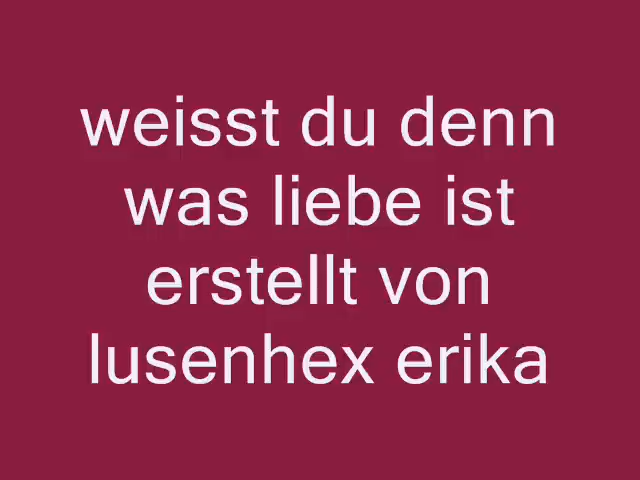 weisst du denn
was liebe ist
erstellt von
lusenhex erika